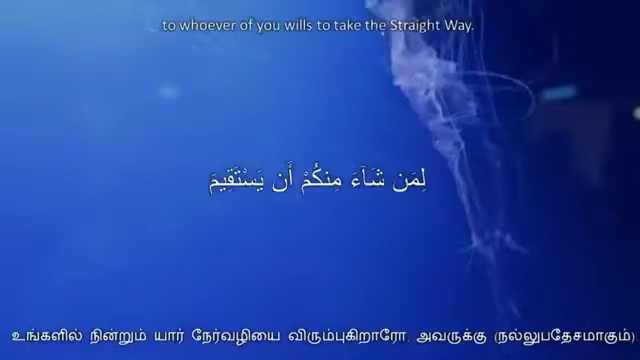 to whoever of you wills to take the Straight Way.
لِمَن شَآءَ مِنكُمْ أَن يَسْتَقِيمَ
உங்களில் நின்றும் யார் நேர்வழியை விரும்புகிறாரோ, அவருக்கு (நல்லுபதேசமாகும்)